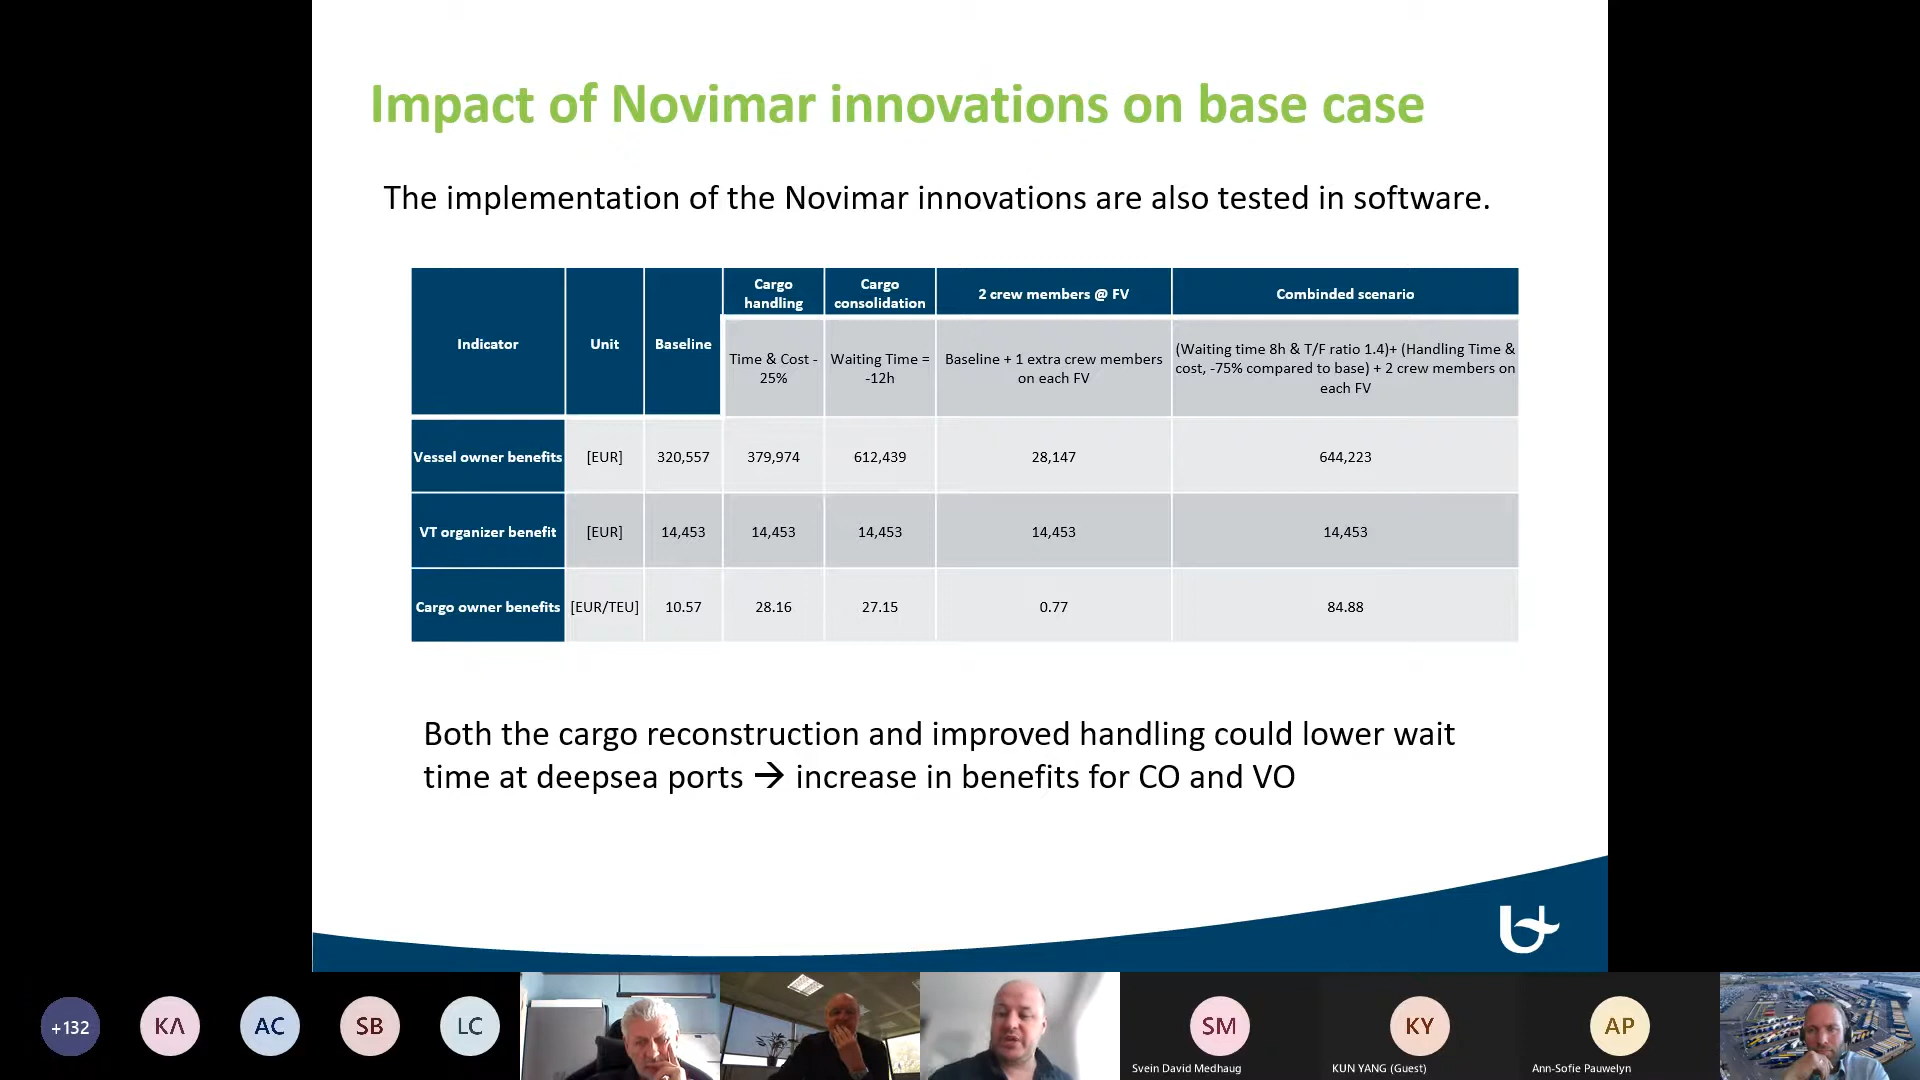 Impact of Novimar innovations on base case
The implementation of the Novimar innovations are also tested in software.
Indicator
Unit
Baseline
Cargo
handling
Cargo
consolidation
2 crew members @ FV
Combinded scenario
Time & Cost -
25%
Waiting Time =
-12h
Baseline + 1 extra crew members
on each FV
(Waiting time 8h & T/F ratio 1.4)+ (Handling Time &
cost, -75% compared to base) + 2 crew members on
each FV
Vessel owner benefits [EUR] 320,557 379,974 612,439 28,147 644,223
VT organizer benefit [EUR] 14,453 14,453 14,453 14,453 14,453
Cargo owner benefits [EUR/TEU] 10.57 28.16 27.15 0.77 84.88
Both the cargo reconstruction and improved handling could lower wait
time at deepsea ports → increase in benefits for CO and VO
+132
KΛ
AC
SB
LC
SM
KY
AP
Svein David Medhaug
KUN YANG (Guest)
Ann-Sofie Pauwelyn